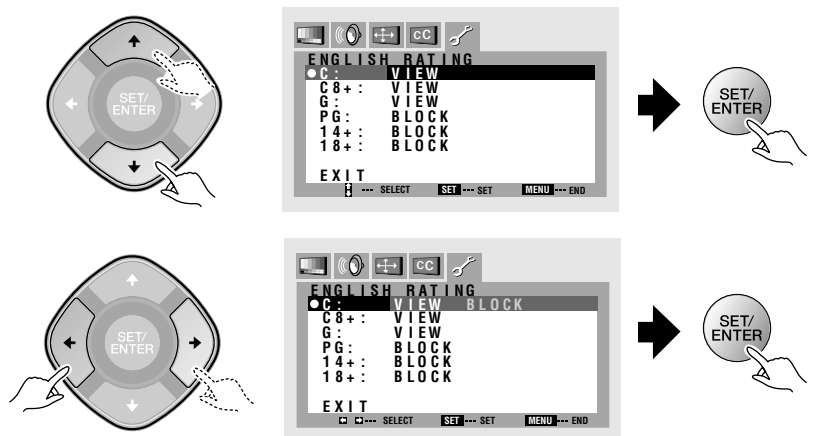 SET/
ENTER
CC
ENGLISH RATING
C: VIEW
C8+: VIEW
G: VIEW
PG: BLOCK
14+: BLOCK
18+: BLOCK
EXIT
--- SELECT SET --- SET MENU --- END
SET/
ENTER
SET/
ENTER
CC
ENGLISH RATING
C: VIEW BLOCK
C8+: VIEW
G: VIEW
PG: BLOCK
14+: BLOCK
18+: BLOCK
EXIT
--- SELECT SET --- SET MENU --- END
SET/
ENTER